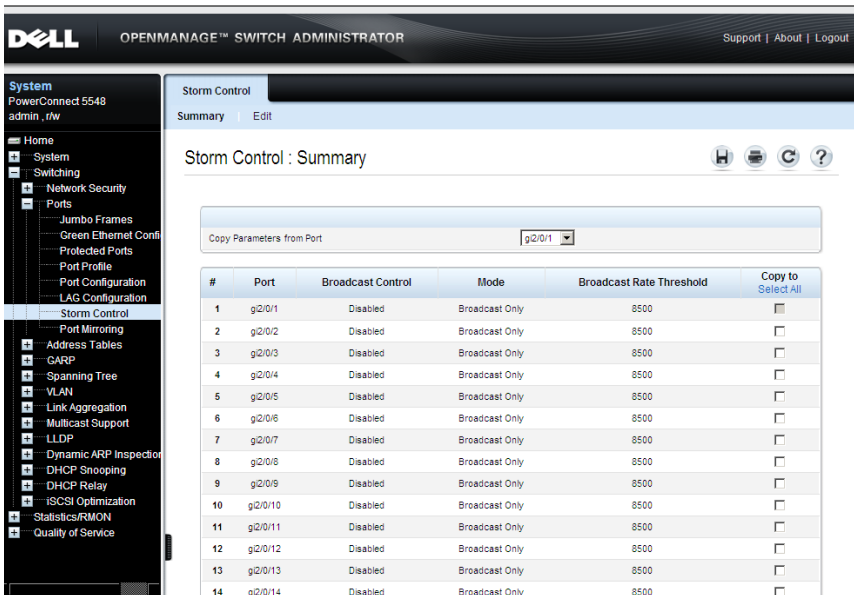 DELL
OPENMANAGE™ SWITCH ADMINISTRATOR
Support | About | Logout
System
PowerConnect 5548
admin , r/w
Home
System
Switching
Network Security
Ports
Jumbo Frames
Green Ethernet Confi
Protected Ports
Port Profile
Port Configuration
LAG Configuration
Storm Control
Port Mirroring
Address Tables
GARP
Spanning Tree
VLAN
Link Aggregation
Multicast Support
LLDP
Dynamic ARP Inspection
DHCP Snooping
DHCP Relay
iSCSI Optimization
Statistics/RMON
Quality of Service
Storm Control
Summary Edit
Storm Control : Summary
Copy Parameters from Port gi2/0/1
# Port Broadcast Control Mode Broadcast Rate Threshold Copy to
Select All
1 gi2/0/1 Disabled Broadcast Only 8500
2 gi2/0/2 Disabled Broadcast Only 8500
3 gi2/0/3 Disabled Broadcast Only 8500
4 gi2/0/4 Disabled Broadcast Only 8500
5 gi2/0/5 Disabled Broadcast Only 8500
6 gi2/0/6 Disabled Broadcast Only 8500
7 gi2/0/7 Disabled Broadcast Only 8500
8 gi2/0/8 Disabled Broadcast Only 8500
9 gi2/0/9 Disabled Broadcast Only 8500
10 gi2/0/10 Disabled Broadcast Only 8500
11 gi2/0/11 Disabled Broadcast Only 8500
12 gi2/0/12 Disabled Broadcast Only 8500
13 gi2/0/13 Disabled Broadcast Only 8500
14 gi2/0/14 Disabled Broadcast Only 8500